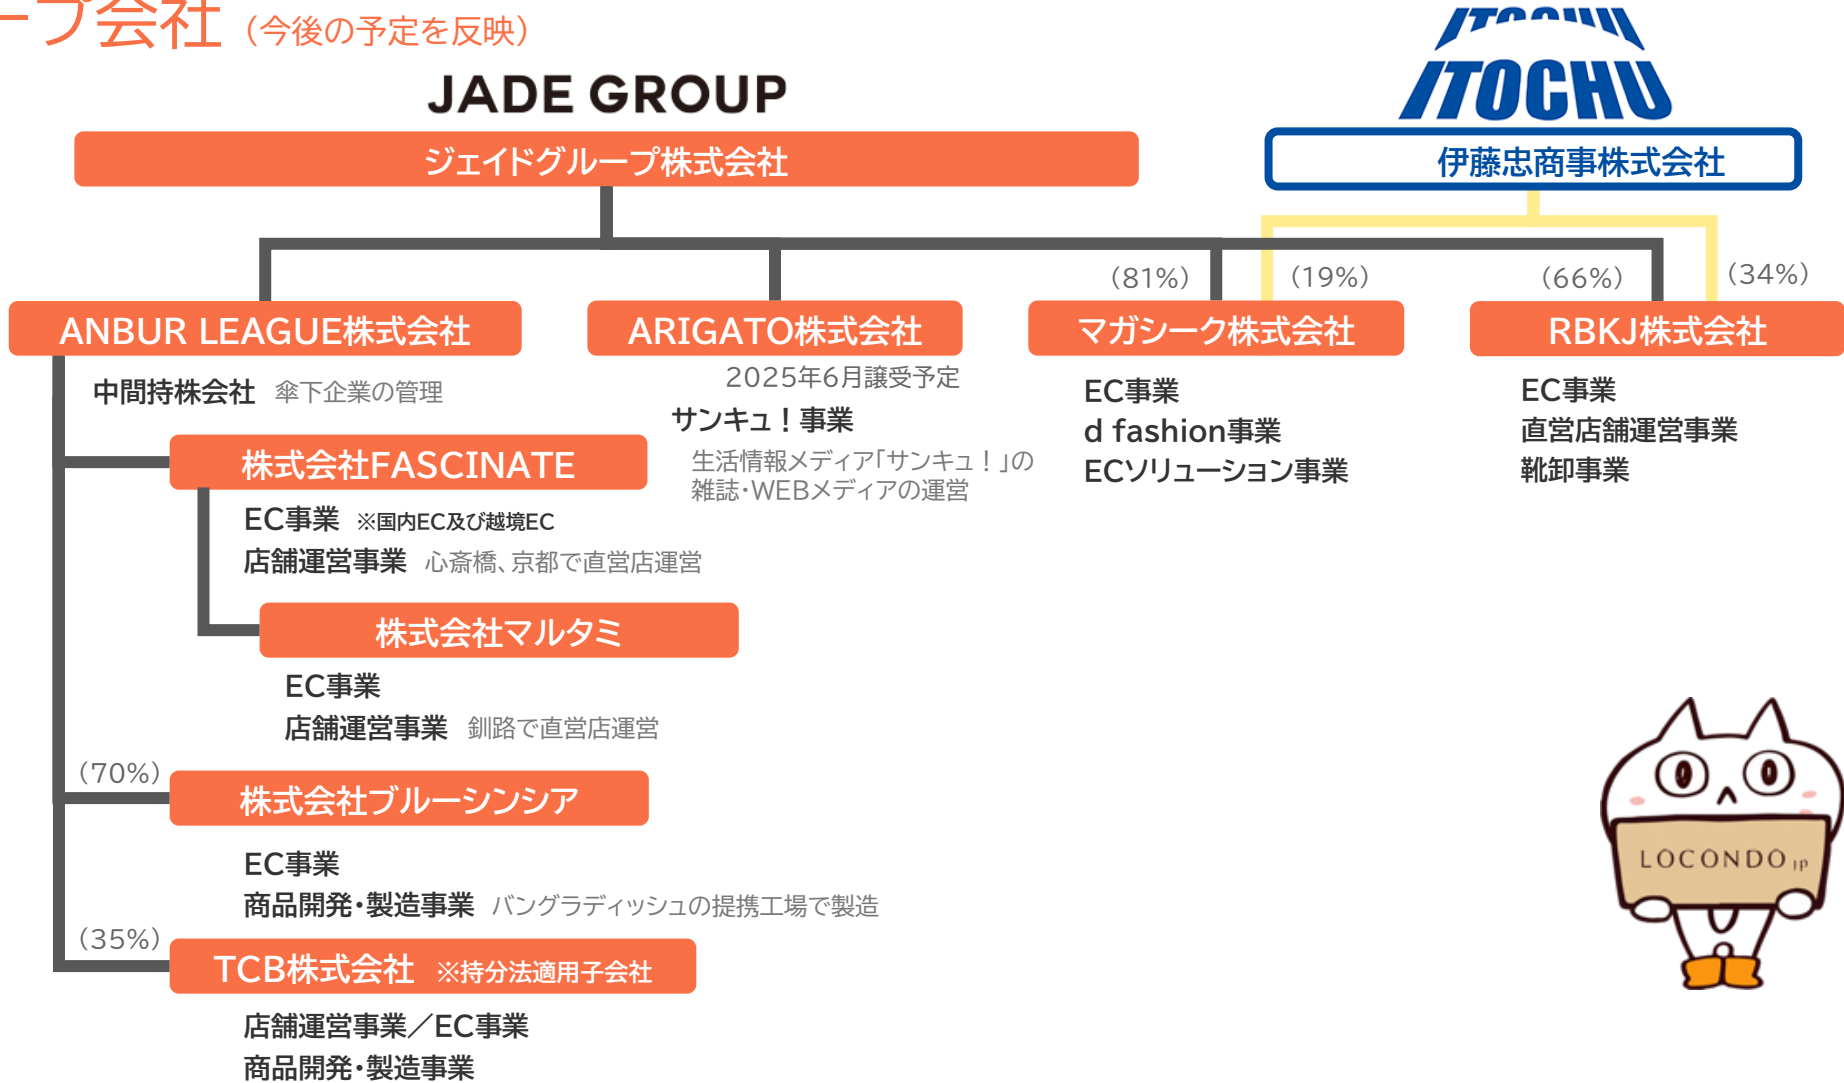 ープ会社（今後の予定を反映）
ITOCHU
JADE GROUP
ITOCHU
ジェイドグループ株式会社
伊藤忠商事株式会社
（81%）
（19%）
（66%）
（34%）
ANBUR LEAGUE株式会社
ARIGATO株式会社
マガシーク株式会社
RBKJ株式会社
中間持株会社 傘下企業の管理
2025年6月譲受予定
サンキュ！事業
生活情報メディア「サンキュ！」の
雑誌・WEBメディアの運営
EC事業
d fashion事業
ECソリューション事業
EC事業
直営店舗運営事業
靴卸事業
株式会社FASCINATE
EC事業 ※国内EC及び越境EC
店舗運営事業 心斎橋、京都で直営店運営
株式会社マルタミ
EC事業
店舗運営事業 釧路で直営店運営
（70%）
株式会社ブルーシンシア
EC事業
商品開発・製造事業 バングラディッシュの提携工場で製造
（35%）
TCB株式会社 ※持分法適用子会社
店舗運営事業／EC事業
商品開発・製造事業
LOCONDO.JP